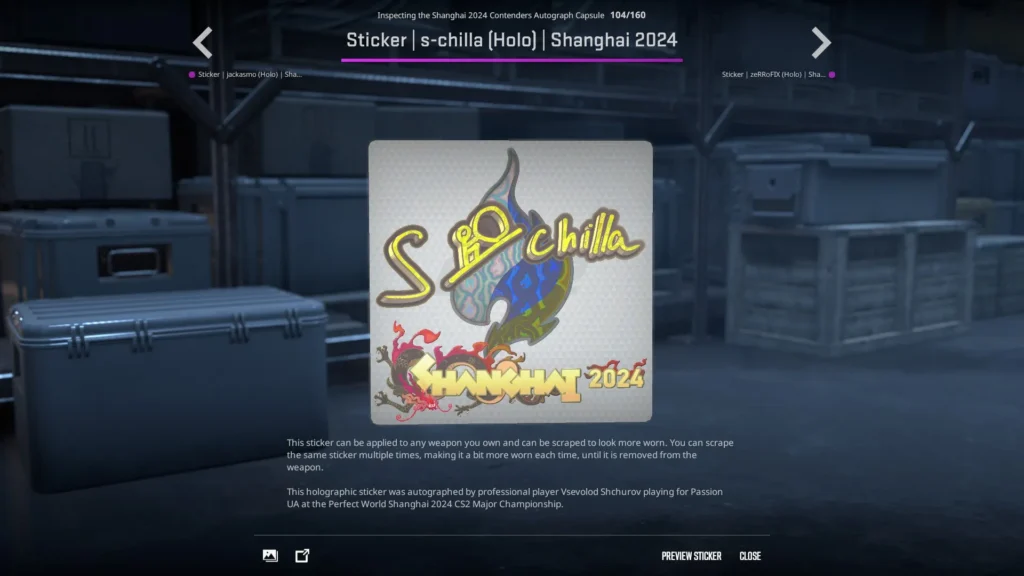 Inspecting the Shanghai 2024 Contenders Autograph Capsule 104/160
Sticker | s-chilla (Holo) | Shanghai 2024
Sticker | jackasmo (Holo) | Sha...
Sticker | zeRRoFIX (Holo) | Sha...
S chilla
SHANGHAI 2024
This sticker can be applied to any weapon you own and can be scraped to look more worn. You can scrape
the same sticker multiple times, making it a bit more worn each time, until it is removed from the
weapon.
This holographic sticker was autographed by professional player Vsevolod Shchurov playing for Passion
UA at the Perfect World Shanghai 2024 CS2 Major Championship.
PREVIEW STICKER CLOSE